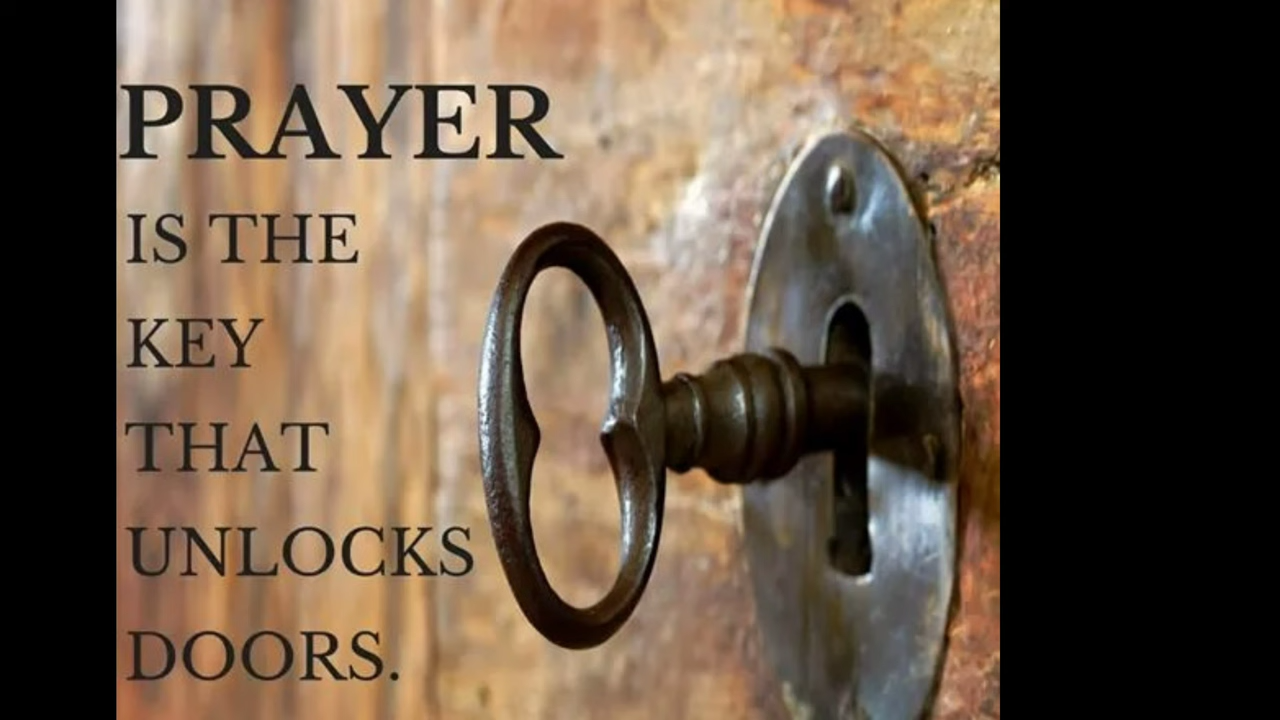 PRAYER
IS THE
KEY
THAT
UNLOCKS
DOORS.